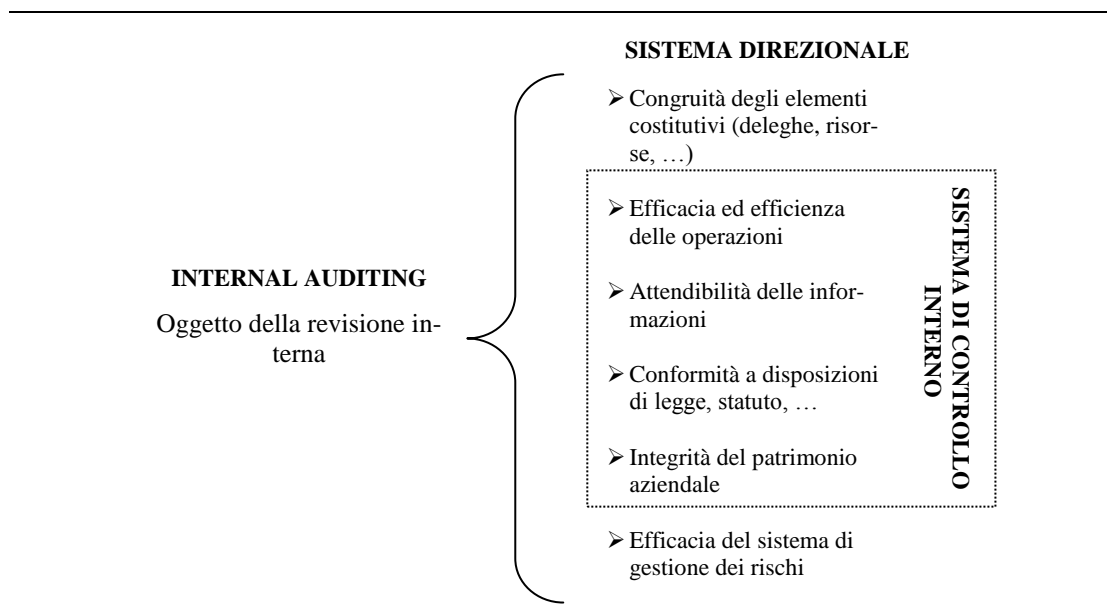 SISTEMA DIREZIONALE
➢ Congruità degli elementi
costitutivi (deleghe, risor-
se, …)
➢ Efficacia ed efficienza
delle operazioni
INTERNAL AUDITING
➢ Attendibilità delle infor-
mazioni
Oggetto della revisione in-
terna
➢ Conformità a disposizioni
di legge, statuto, …
➢ Integrità del patrimonio
aziendale
SISTEMA DI CONTROLLO
INTERNO
➢ Efficacia del sistema di
gestione dei rischi